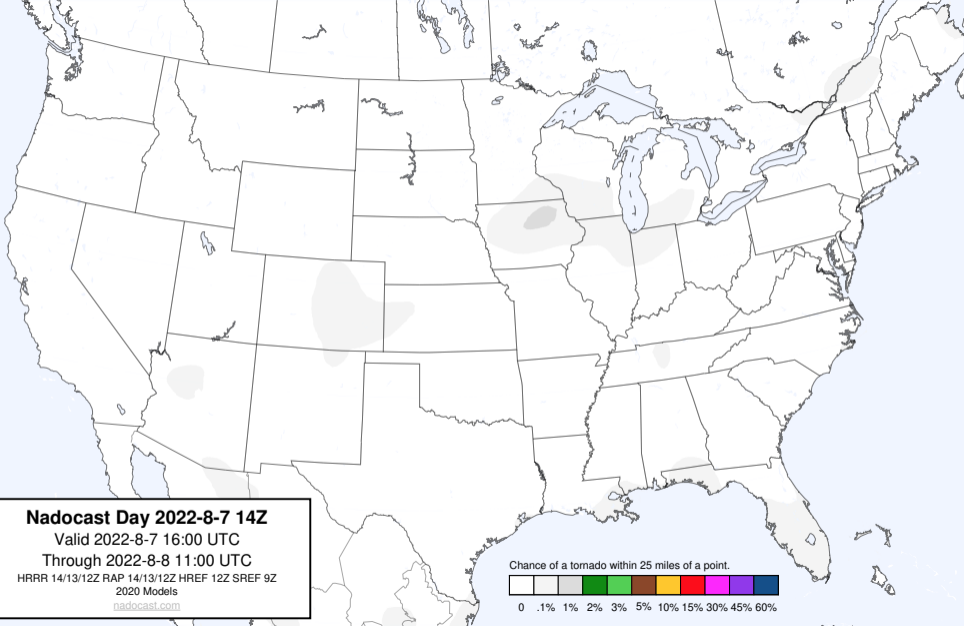 Nadocast Day 2022-8-7 14Z
Valid 2022-8-7 16:00 UTC
Through 2022-8-8 11:00 UTC
HRRR 14/13/12Z RAP 14/13/12Z HREF 12Z SREF 9Z
2020 Models
nadocast.com
Chance of a tornado within 25 miles of a point.
0 .1% 1% 2% 3% 5% 10% 15% 30% 45% 60%